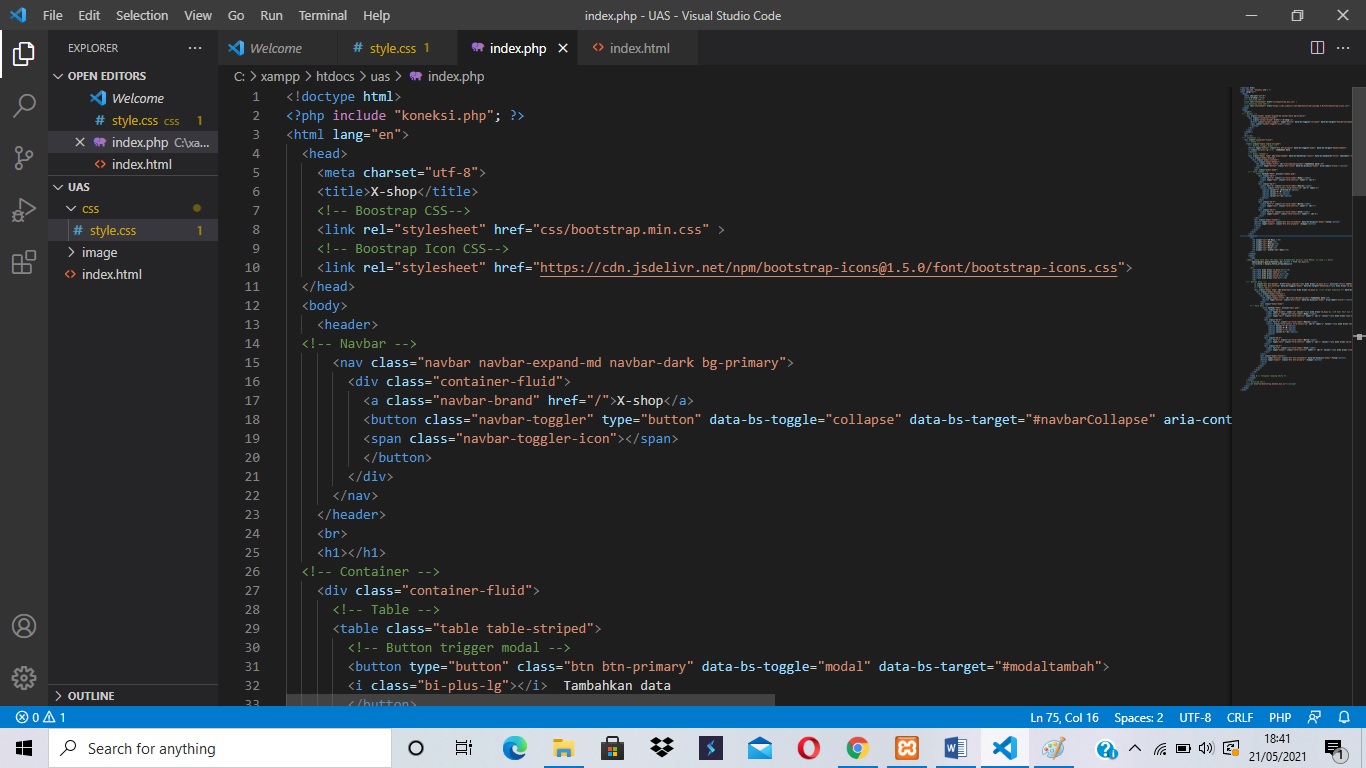 File Edit Selection View Go Run Terminal Help index.php - UAS - Visual Studio Code
EXPLORER
Welcome # style.css 1 index.php <> index.html
C: > xampp > htdocs > uas > index.php
OPEN EDITORS
Welcome
# style.css css 1
index.php C:\xa...
<> index.html
UAS
css
# style.css 1
image
<> index.html
OUTLINE
1 <!doctype html>
2 <?php include "koneksi.php"; ?>
3 <html lang="en">
4 <head>
5 <meta charset="utf-8">
6 <title>X-shop</title>
7 <!-- Boostrap CSS-->
8 <link rel="stylesheet" href="css/bootstrap.min.css" >
9 <!-- Boostrap Icon CSS-->
10 <link rel="stylesheet" href="https://cdn.jsdelivr.net/npm/bootstrap-icons@1.5.0/font/bootstrap-icons.css">
11 </head>
12 <body>
13 <header>
14 <!-- Navbar -->
15 <nav class="navbar navbar-expand-md navbar-dark bg-primary">
16 <div class="container-fluid">
17 <a class="navbar-brand" href="/">X-shop</a>
18 <button class="navbar-toggler" type="button" data-bs-toggle="collapse" data-bs-target="#navbarCollapse" aria-cont
19 <span class="navbar-toggler-icon"></span>
20 </button>
21 </div>
22 </nav>
23 </header>
24 <br>
25 <h1></h1>
26 <!-- Container -->
27 <div class="container-fluid">
28 <!-- Table -->
29 <table class="table table-striped">
30 <!-- Button trigger modal -->
31 <button type="button" class="btn btn-primary" data-bs-toggle="modal" data-bs-target="#modaltambah">
32 <i class="bi-plus-lg"></i> Tambahkan data
33 </button>
0 1 Ln 75, Col 16 Spaces: 2 UTF-8 CRLF PHP
Search for anything
18:41
21/05/2021
1